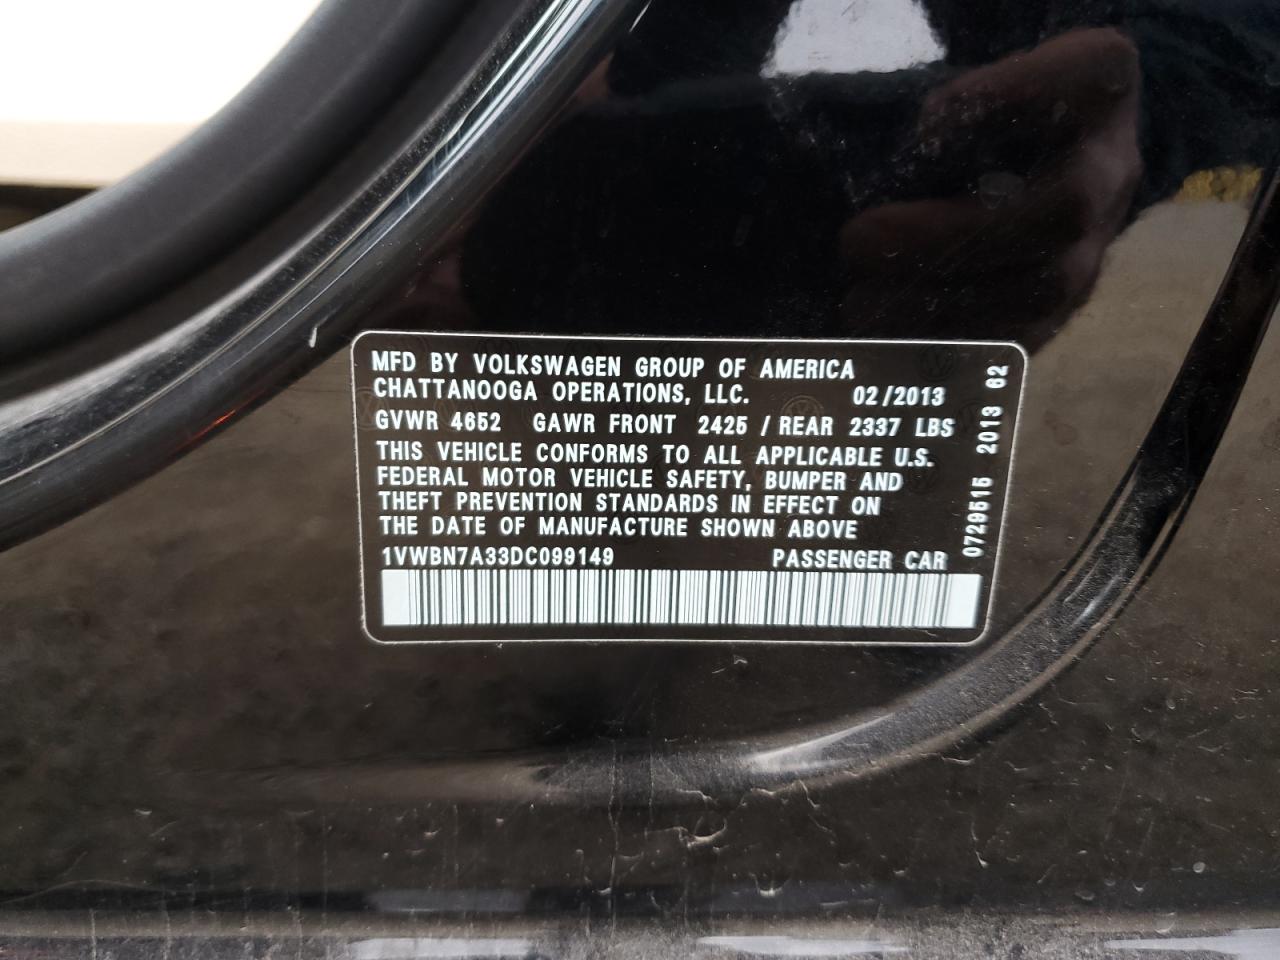 MFD BY VOLKSWAGEN GROUP OF AMERICA
CHATTANOOGA OPERATIONS, LLC. 02/2013
GVWR 4652 GAWR FRONT 2425 / REAR 2337 LBS
THIS VEHICLE CONFORMS TO ALL APPLICABLE U.S.
FEDERAL MOTOR VEHICLE SAFETY, BUMPER AND
THEFT PREVENTION STANDARDS IN EFFECT ON
THE DATE OF MANUFACTURE SHOWN ABOVE
1VWBN7A33DC099149 PASSENGER CAR
0729515 2013 62